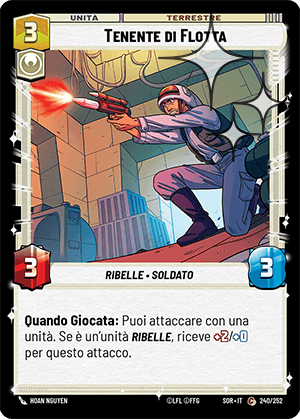 UNITÀ TERRESTRE
3 TENENTE DI FLOTTA
3 3
RIBELLE • SOLDATO
Quando Giocata: Puoi attaccare con una
unità. Se è un'unità RIBELLE, riceve +2/+0
per questo attacco.
HOAN NGUYEN ©LFL ©FFG SOR • IT C 240/252